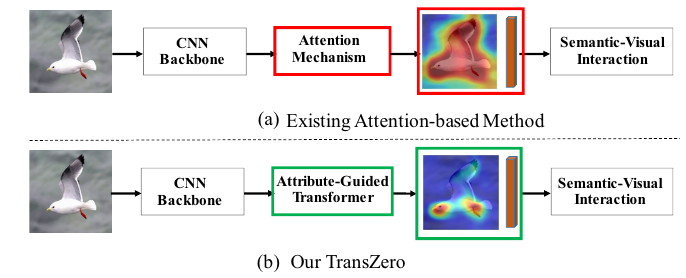 CNN
Backbone
Attention
Mechanism
Semantic-Visual
Interaction
(a) Existing Attention-based Method
CNN
Backbone
Attribute-Guided
Transformer
Semantic-Visual
Interaction
(b) Our TransZero